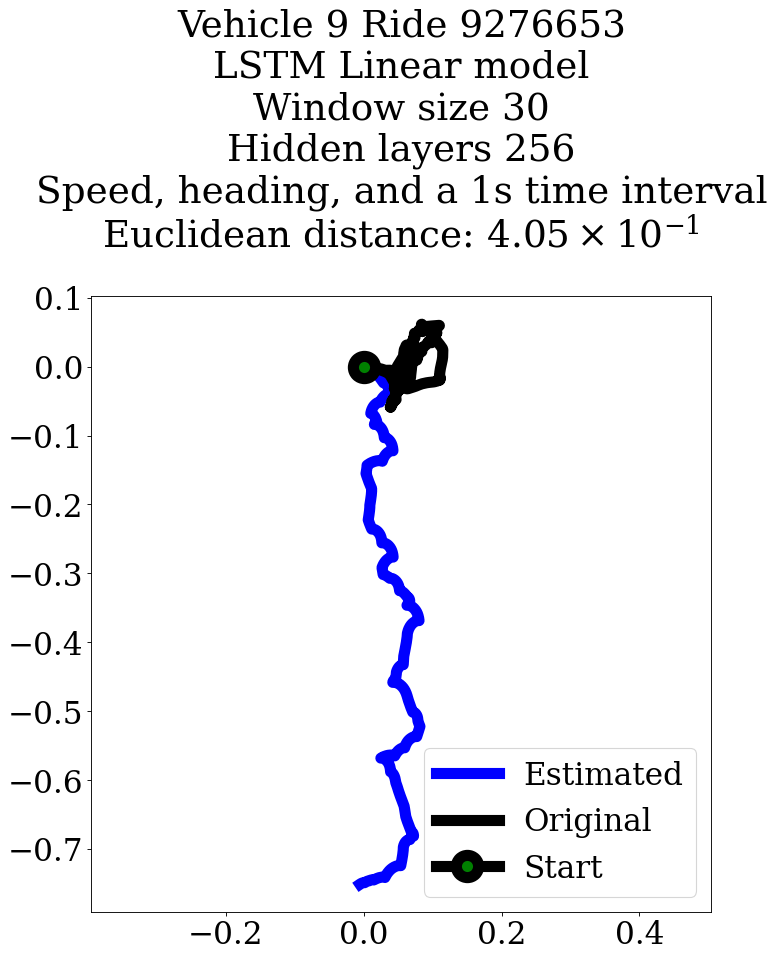 Vehicle 9 Ride 9276653
LSTM Linear model
Window size 30
Hidden layers 256
Speed, heading, and a 1s time interval
Euclidean distance: 4.05 × 10⁻¹
0.1
0.0
−0.1
−0.2
−0.3
−0.4
−0.5
−0.6
−0.7
Estimated
Original
Start
−0.2 0.0 0.2 0.4